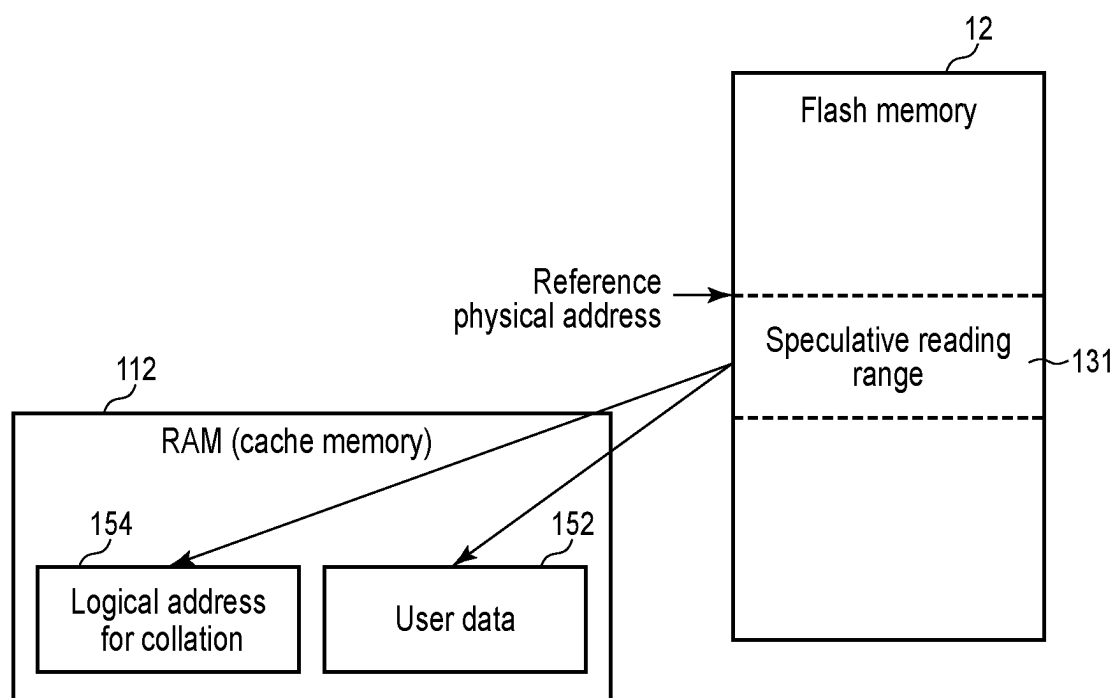 12
Flash memory
Reference
physical address
Speculative reading
range
131
112
RAM (cache memory)
154
152
Logical address
for collation
User data